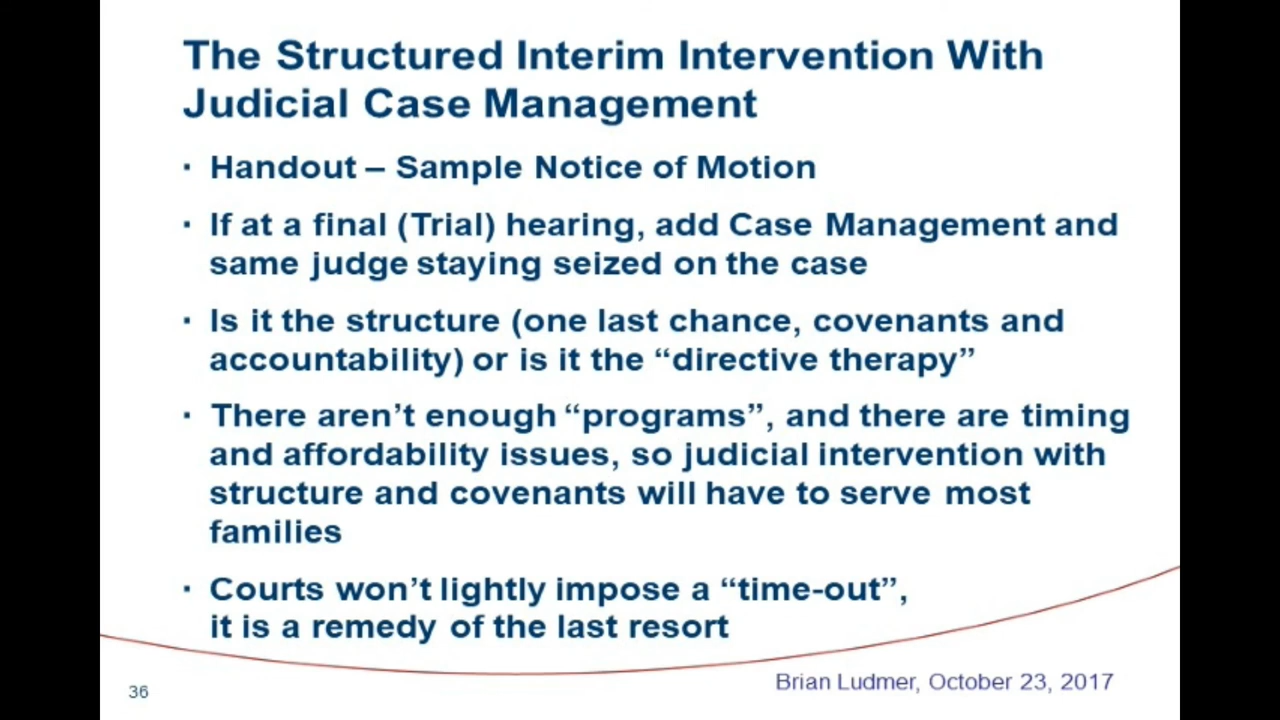 The Structured Interim Intervention With
Judicial Case Management
· Handout – Sample Notice of Motion
· If at a final (Trial) hearing, add Case Management and
same judge staying seized on the case
· Is it the structure (one last chance, covenants and
accountability) or is it the “directive therapy”
· There aren’t enough “programs”, and there are timing
and affordability issues, so judicial intervention with
structure and covenants will have to serve most
families
· Courts won’t lightly impose a “time-out”,
it is a remedy of the last resort
36
Brian Ludmer, October 23, 2017